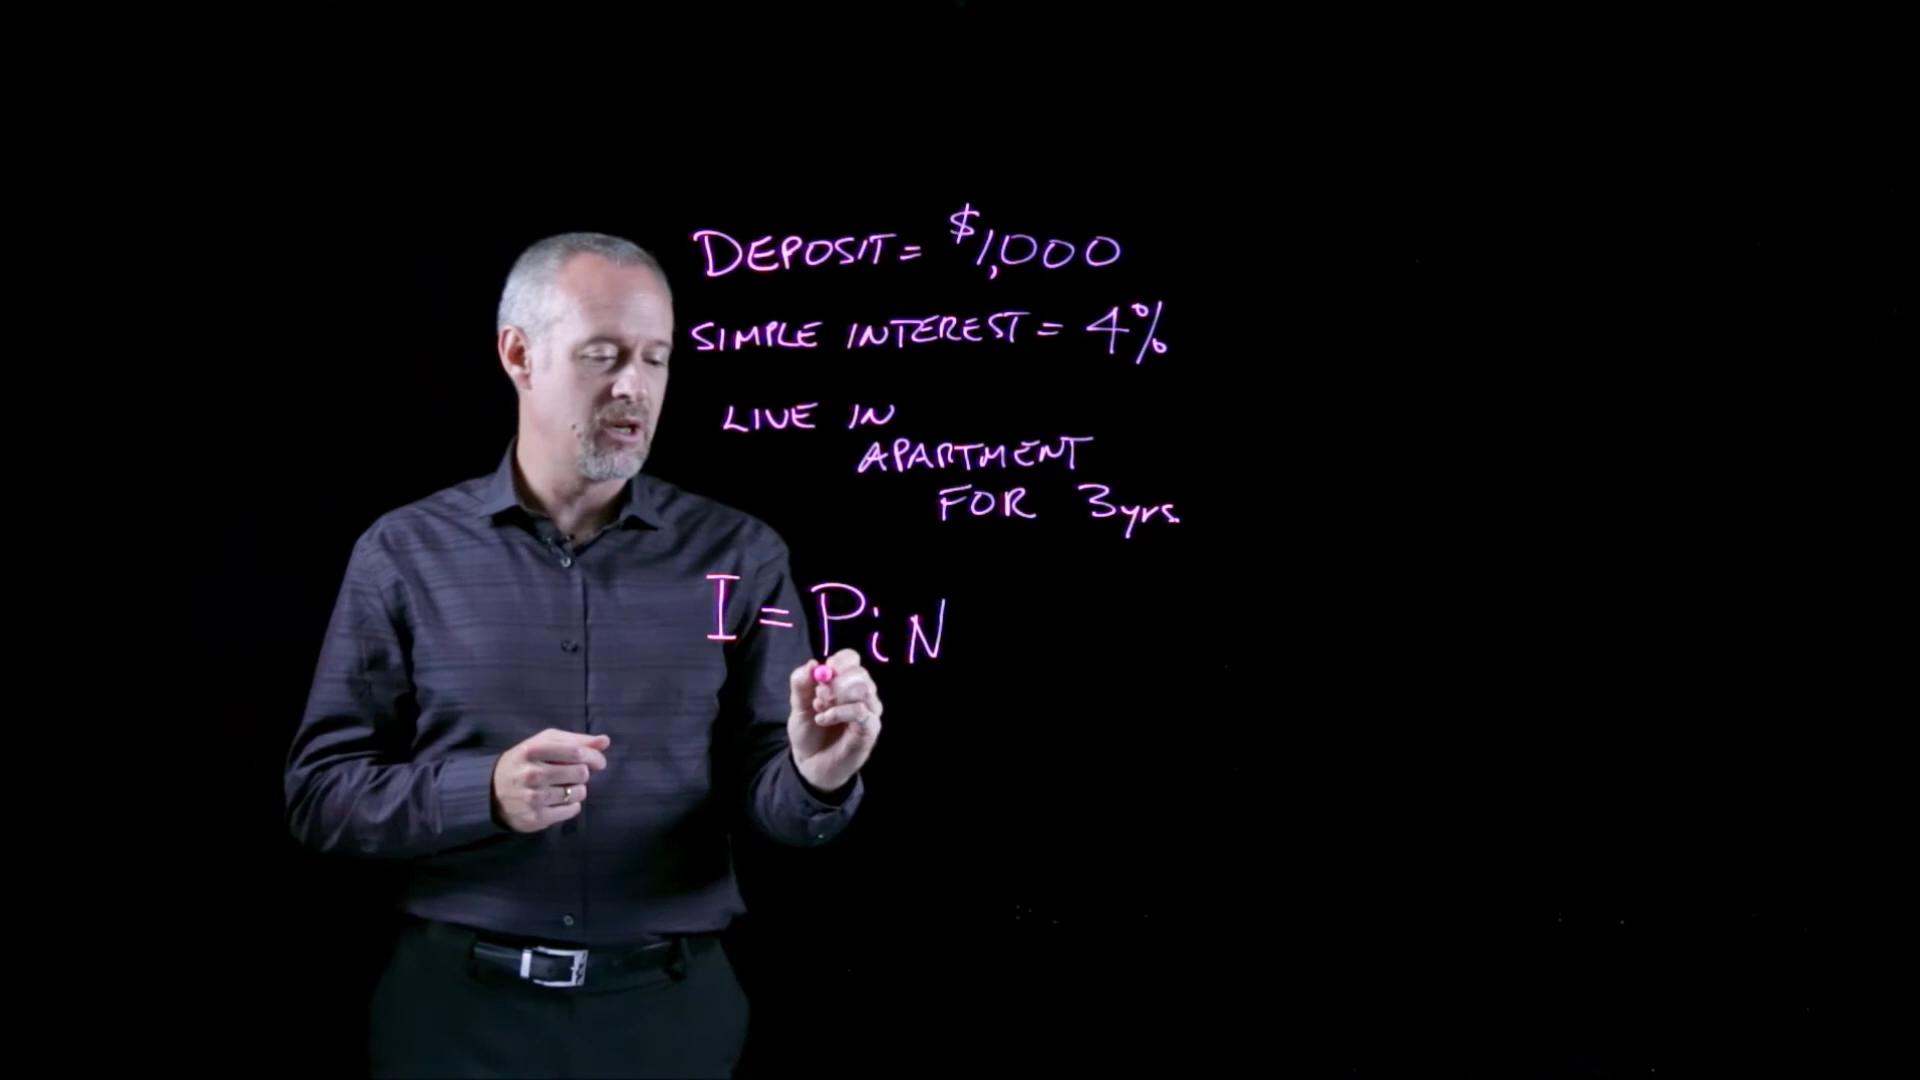 DEPOSIT = $1,000
SIMPLE INTEREST = 4%
LIVE IN
APARTMENT
FOR 3yrs.
I = PiN